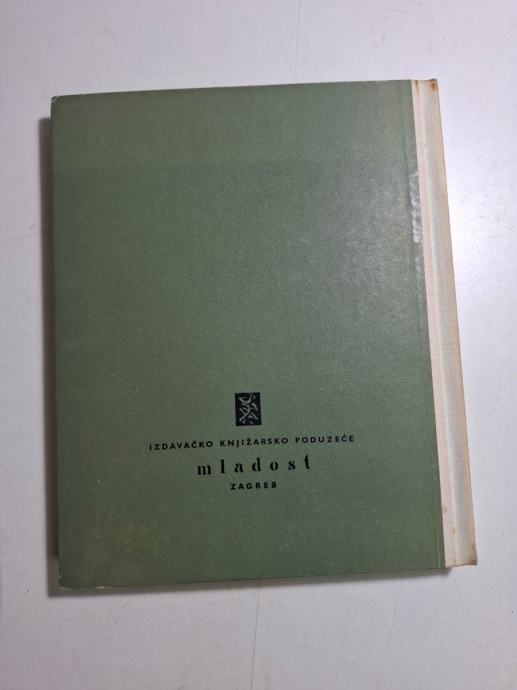 IZDAVAČKO KNJIŽARSKO PODUZEĆE
mladost
ZAGREB